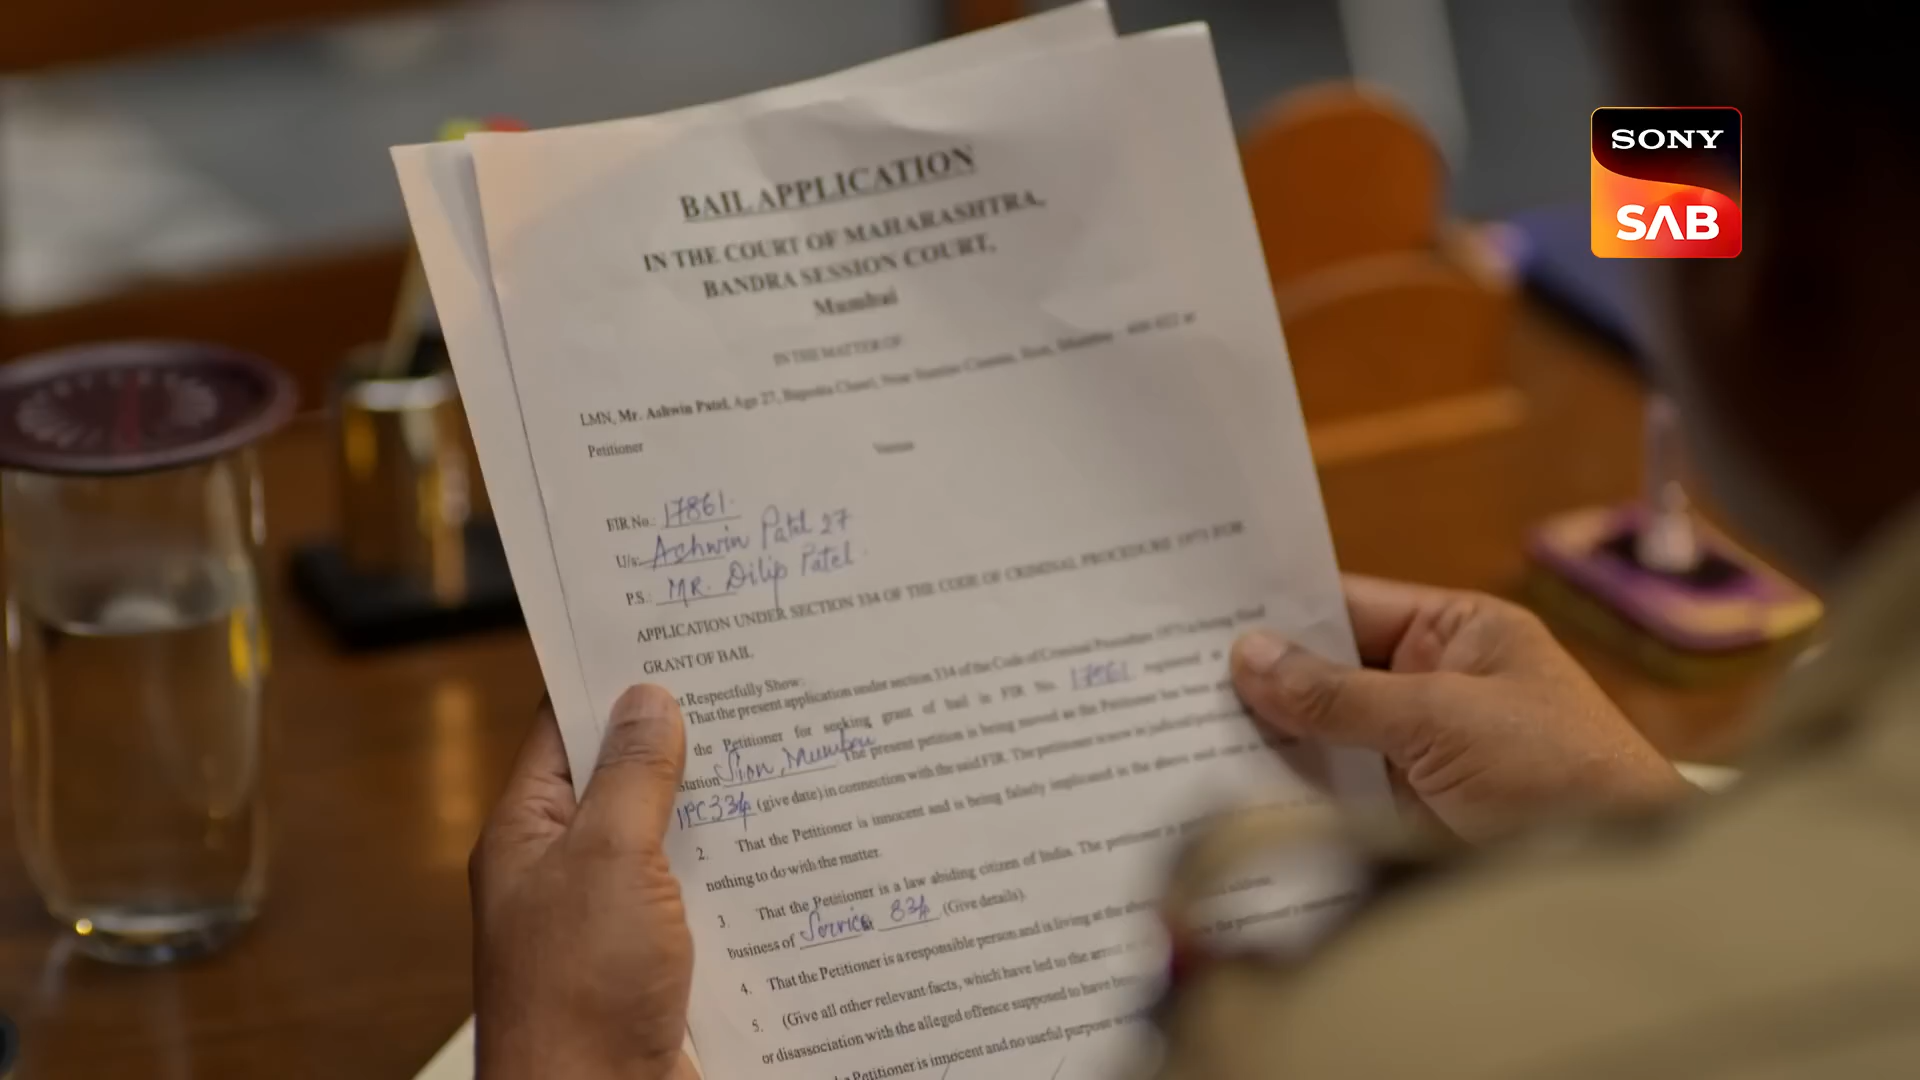 SONY
SAB
BAIL APPLICATION
IN THE COURT OF MAHARASHTRA,
BANDRA SESSION COURT,
Mumbai
IN THE MATTER OF
LMN, Mr. Ashwin Patel, Age 27,
Petitioner
Versus
FIR No.: 17861.
U/s: Ashwin Patel 27
P.S.: MR. Dilip Patel
APPLICATION UNDER SECTION 334 OF THE CODE OF CRIMINAL PROCEDURE 1973 FOR
GRANT OF BAIL
Respectfully Show:
That the present application under section 334 of the Code of Criminal Procedure 1973 is being filed
the Petitioner for seeking grant of bail in FIR No. 17861 registered at
Station Sion, Mumbai The present petition is being moved as the Petitioner has been
IPC 334 (give date) in connection with the said FIR. The petitioner is now in judicial
2. That the Petitioner is innocent and is being falsely implicated in the above said case
nothing to do with the matter.
3. That the Petitioner is a law abiding citizen of India. The petitioner is
business of Service 834 (Give details).
4. That the Petitioner is a responsible person and is living at the address.
5. (Give all other relevant facts, which have led to the arrest the petitioner's
or disassociation with the alleged offence supposed to have
Petitioner is innocent and no useful purpose